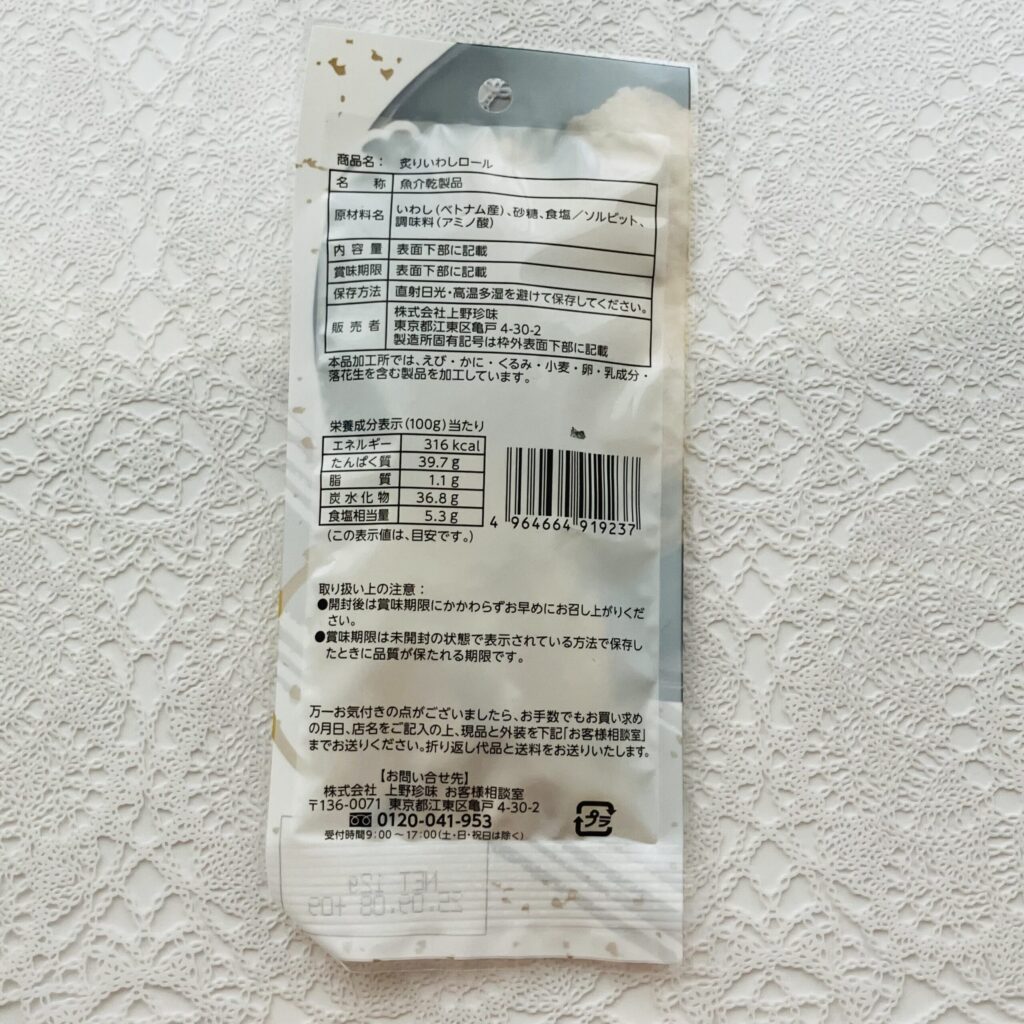 商品名： 炙りいわしロール
名称 魚介乾製品
原材料名 いわし(ベトナム産)、砂糖、食塩／ソルビット、
調味料(アミノ酸)
内容量 表面下部に記載
賞味期限 表面下部に記載
保存方法 直射日光・高温多湿を避けて保存してください。
販売者 株式会社上野珍味
東京都江東区亀戸 4-30-2
製造所固有記号は枠外表面下部に記載
本品加工所では、えび・かに・くるみ・小麦・卵・乳成分・
落花生を含む製品を加工しています。
栄養成分表示(100g)当たり
エネルギー 316 kcal
たんぱく質 39.7 g
脂質 1.1 g
炭水化物 36.8 g
食塩相当量 5.3 g
(この表示値は、目安です。)
4 964664 919237
取り扱い上の注意：
●開封後は賞味期限にかかわらずお早めにお召し上がりくだ
さい。
●賞味期限は未開封の状態で表示されている方法で保存し
たときに品質が保たれる期限です。
万一お気付きの点がございましたら、お手数でもお買い求め
の月日、店名をご記入の上、現品と外装を下記「お客様相談室」
までお送りください。折り返し代品と送料をお送りいたします。
【お問い合せ先】
株式会社 上野珍味 お客様相談室
〒136-0071 東京都江東区亀戸 4-30-2
0120-041-953
受付時間9:00～17:00(土・日・祝日は除く)
プラ
NET 12g
25.09.08 +09